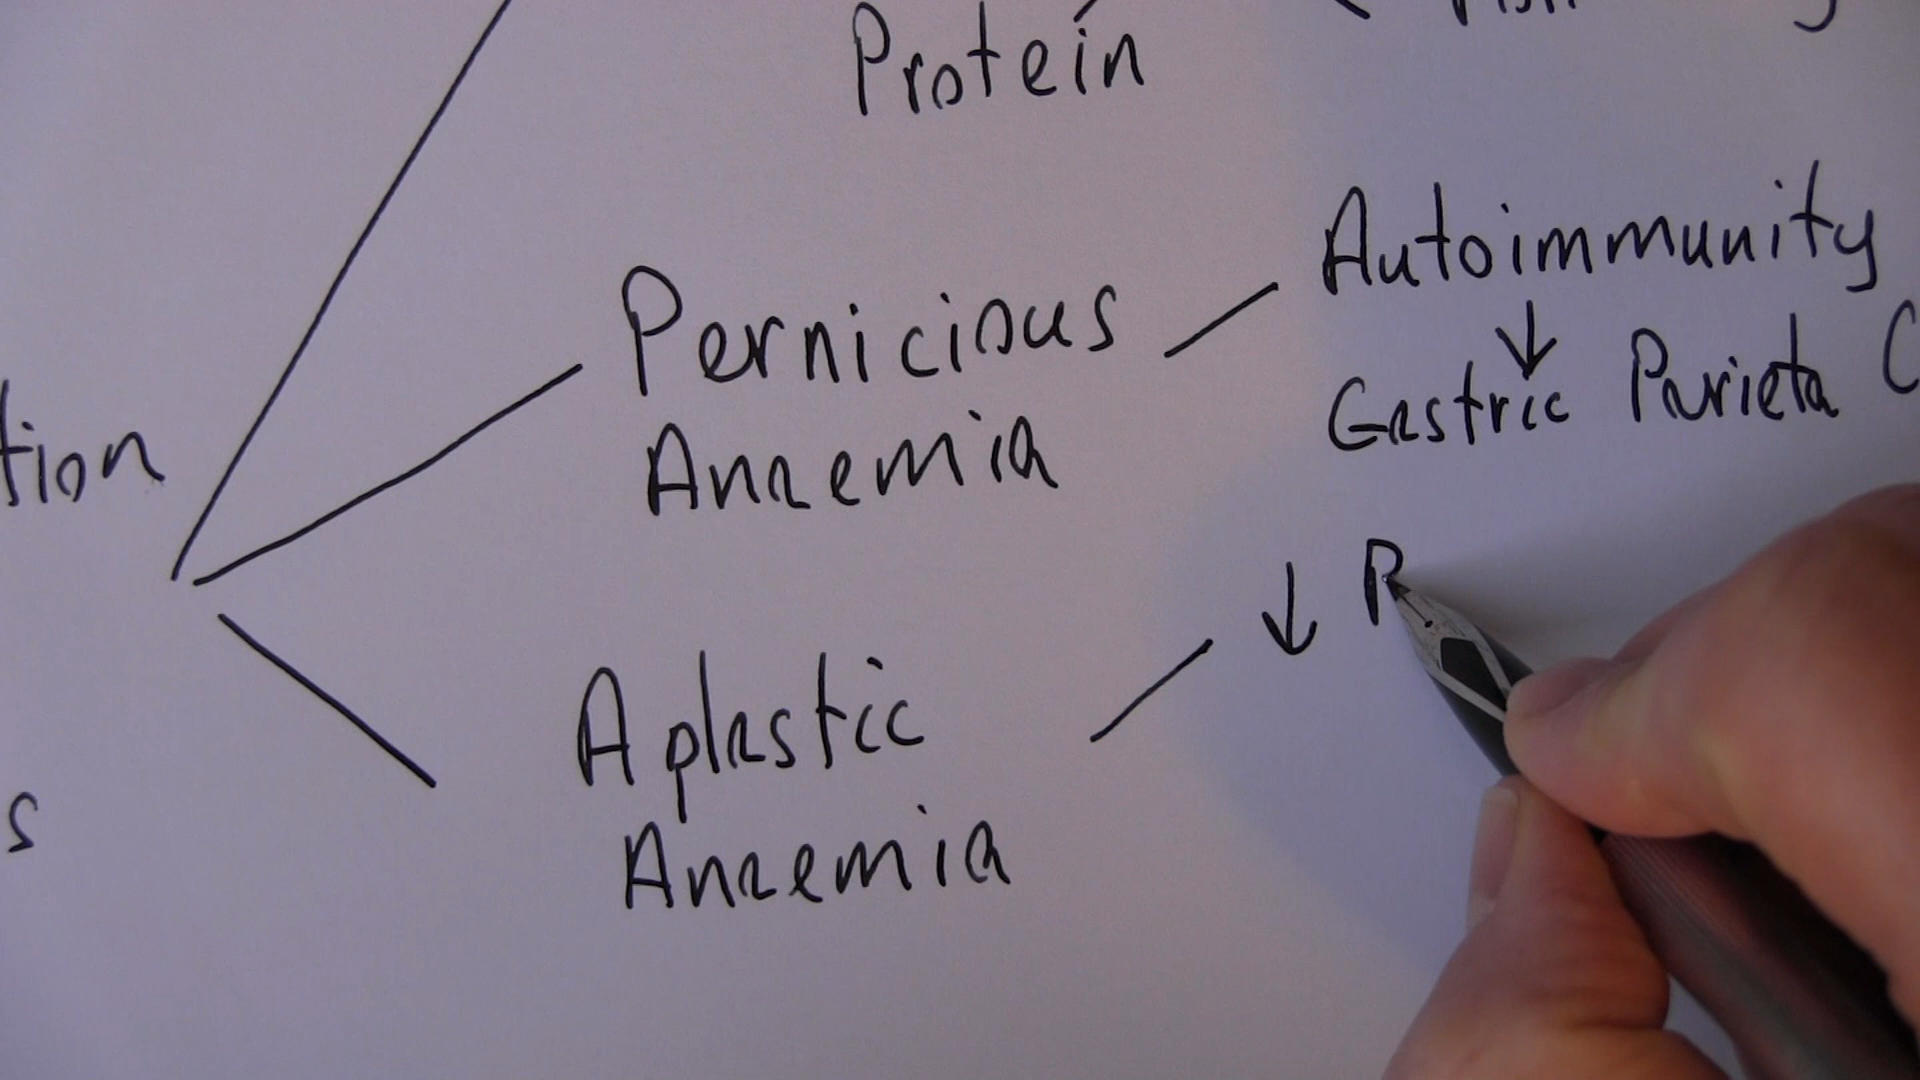 Protein
Autoimmunity
↓
Pernicious
Gastric Parieta C
Anaemia
tion
↓
Aplastic
s
Anaemia